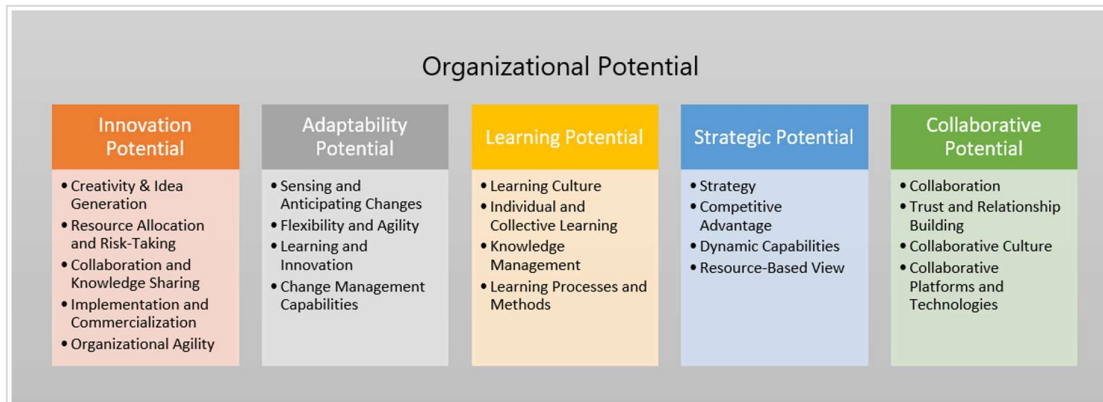 Organizational Potential
Innovation
Potential
• Creativity & Idea
Generation
• Resource Allocation
and Risk-Taking
• Collaboration and
Knowledge Sharing
• Implementation and
Commercialization
• Organizational Agility
Adaptability
Potential
• Sensing and
Anticipating Changes
• Flexibility and Agility
• Learning and
Innovation
• Change Management
Capabilities
Learning Potential
• Learning Culture
• Individual and
Collective Learning
• Knowledge
Management
• Learning Processes and
Methods
Strategic Potential
• Strategy
• Competitive
Advantage
• Dynamic Capabilities
• Resource-Based View
Collaborative
Potential
• Collaboration
• Trust and Relationship
Building
• Collaborative Culture
• Collaborative
Platforms and
Technologies